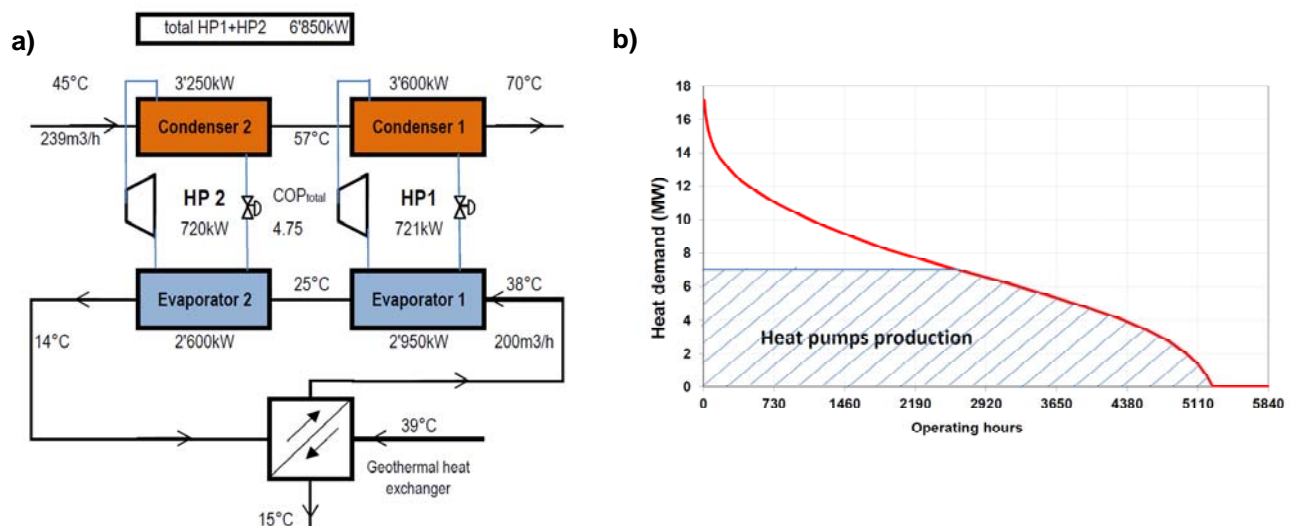 a)
total HP1+HP2 6'850kW
45°C 3'250kW 3'600kW 70°C
Condenser 2 Condenser 1
239m3/h 57°C
HP 2 COPtotal HP1
720kW 4.75 721kW
25°C 38°C
Evaporator 2 Evaporator 1
14°C 2'600kW 2'950kW 200m3/h
39°C
Geothermal heat
exchanger
15°C
b)
Heat demand (MW)
18
16
14
12
10
8
6
4
2
0
Heat pumps production
0 730 1460 2190 2920 3650 4380 5110 5840
Operating hours